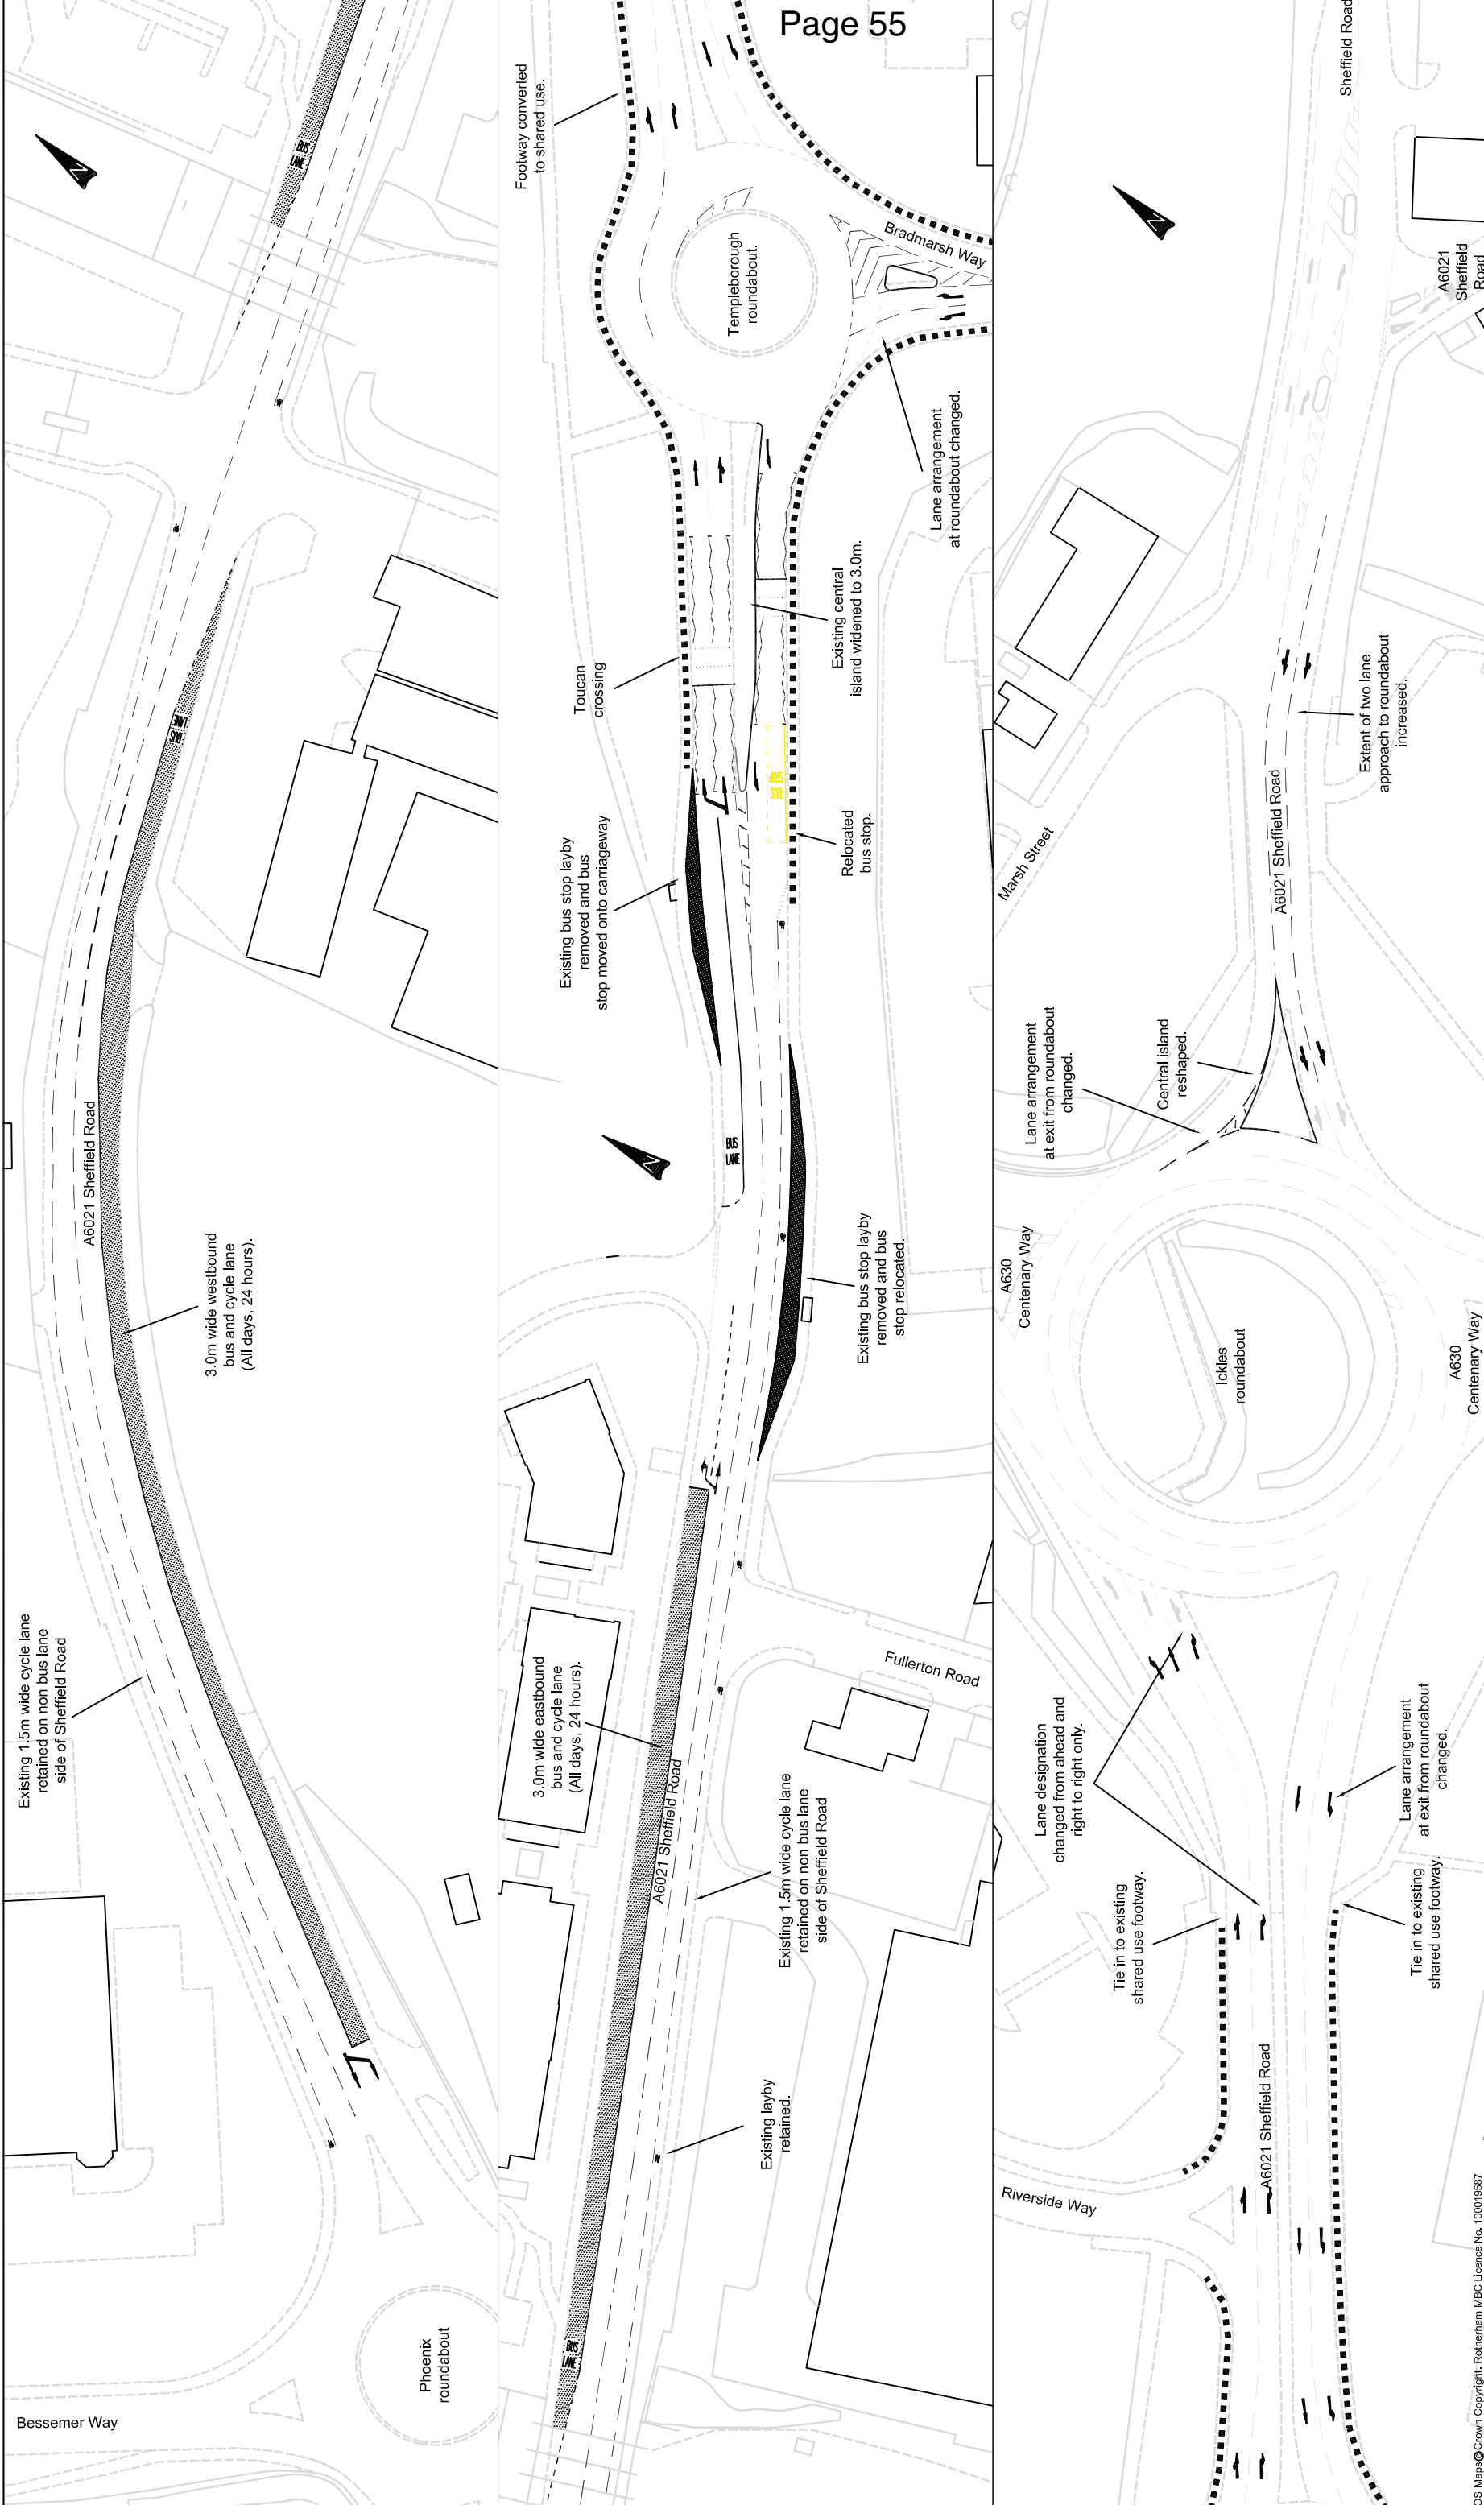 Page 55
BUS
LANE
N
BUS
LANE
A6021 Sheffield Road
3.0m wide westbound
bus and cycle lane
(All days, 24 hours).
Existing 1.5m wide cycle lane
retained on non bus lane
side of Sheffield Road
Phoenix
roundabout
Bessemer Way
Footway converted
to shared use.
Templeborough
roundabout.
Bradmarsh Way
Lane arrangement
at roundabout changed.
Existing central
island widened to 3.0m.
Toucan
crossing
BUS
STOP
Relocated
bus stop.
Existing bus stop layby
removed and bus
stop moved onto carriageway
N
BUS
LANE
Existing bus stop layby
removed and bus
stop relocated.
Fullerton Road
3.0m wide eastbound
bus and cycle lane
(All days, 24 hours).
A6021 Sheffield Road
Existing 1.5m wide cycle lane
retained on non bus lane
side of Sheffield Road
Existing layby
retained.
BUS
LANE
Sheffield Road
N
A6021
Sheffield
Road
Extent of two lane
approach to roundabout
increased.
A6021 Sheffield Road
Marsh Street
Lane arrangement
at exit from roundabout
changed.
Central island
reshaped.
A630
Centenary Way
Ickles
roundabout
A630
Centenary Way
Lane designation
changed from ahead and
right to right only.
Lane arrangement
at exit from roundabout
changed.
Tie in to existing
shared use footway.
Tie in to existing
shared use footway.
A6021 Sheffield Road
Riverside Way
OS Maps©Crown Copyright. Rotherham MBC Licence No. 100019587